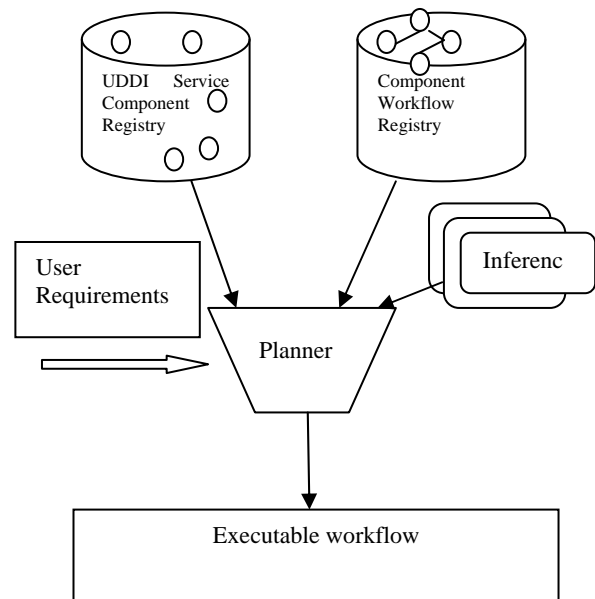 UDDI Service
Component
Registry
Component
Workflow
Registry
User
Requirements
Inferenc
Planner
Executable workflow